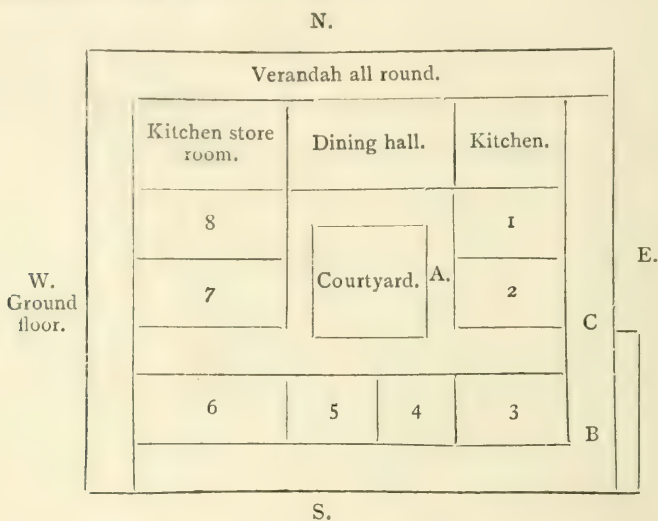 N.
Verandah all round.
Kitchen store
room.
Dining hall.
Kitchen.
8
1
W.
Ground
floor.
7
Courtyard.
A.
2
E.
C
6
5
4
3
B
S.